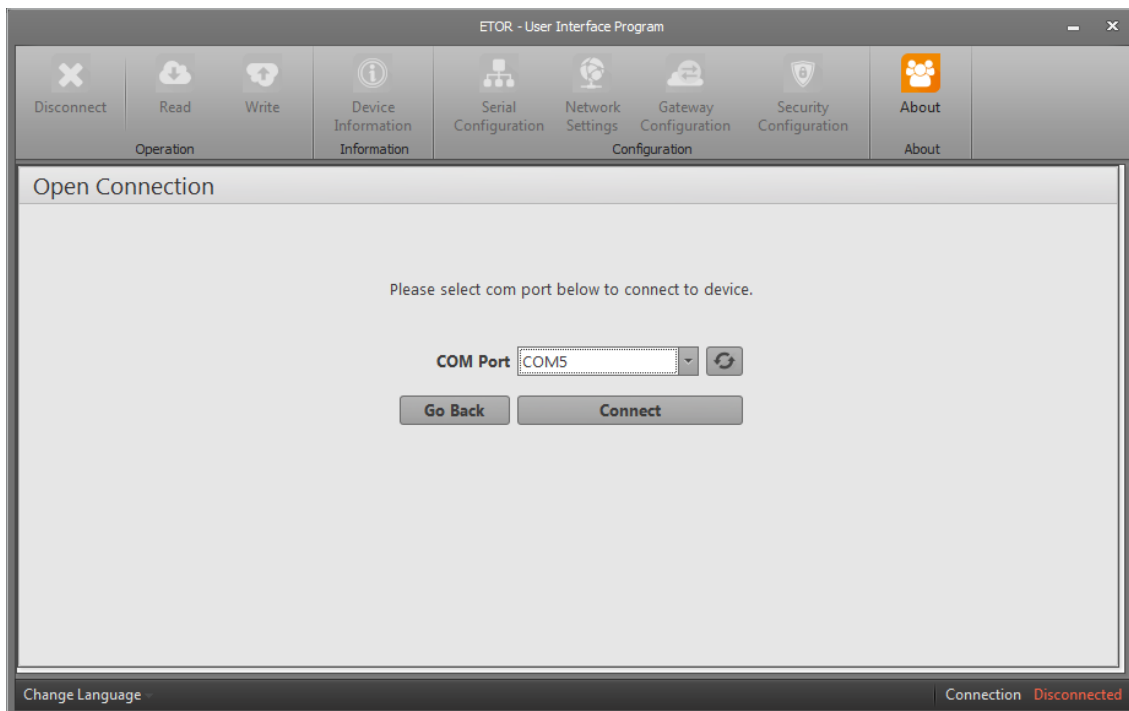 ETOR - User Interface Program
Disconnect
Read
Write
Device
Information
Serial
Configuration
Network
Settings
Gateway
Configuration
Security
Configuration
About
Operation
Information
Configuration
About
Open Connection
Please select com port below to connect to device.
COM Port COM5
Go Back Connect
Change Language Connection Disconnected